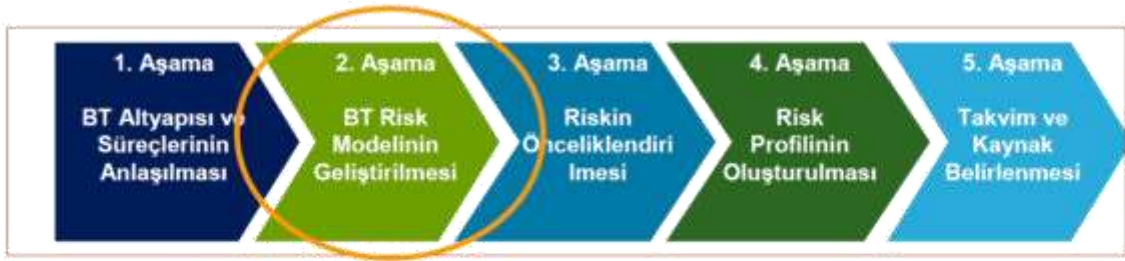 1. Aşama
BT Altyapısı ve
Süreçlerinin
Anlaşılması
2. Aşama
BT Risk
Modelinin
Geliştirilmesi
3. Aşama
Riskin
Önceliklendiri
lmesi
4. Aşama
Risk
Profilinin
Oluşturulması
5. Aşama
Takvim ve
Kaynak
Belirlenmesi